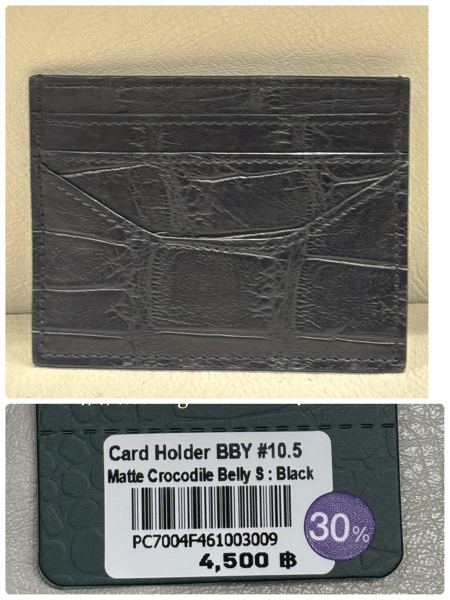 Card Holder BBY #10.5
Matte Crocodile Belly S : Black
PC7004F461003009
4,500 ฿
30%